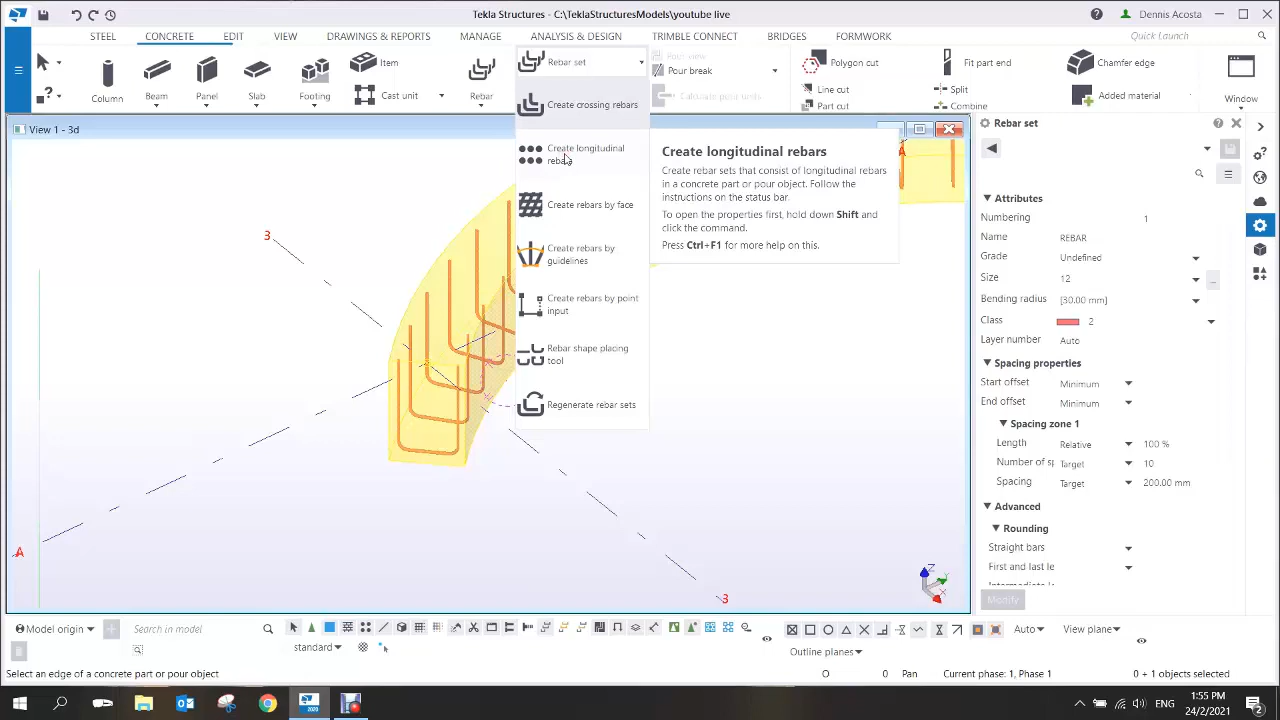 Tekla Structures - C:\TeklaStructuresModels\youtube live
Dennis Acosta
STEEL CONCRETE EDIT VIEW DRAWINGS & REPORTS MANAGE ANALYSIS & DESIGN TRIMBLE CONNECT BRIDGES FORMWORK
Quick Launch
Column
Beam
Panel
Slab
Footing
Item
Cast unit
Rebar
Rebar set
Create crossing rebars
Create longitudinal
rebars
Create rebars by face
Create rebars by
guidelines
Create rebars by point
input
Rebar shape placing
tool
Regenerate rebar sets
Pour view
Pour break
Calculate pour units
Polygon cut
Line cut
Part cut
Fit part end
Split
Combine
Chamfer edge
Added material
Window
View 1 - 3d
Create longitudinal rebars
Create rebar sets that consist of longitudinal rebars
in a concrete part or pour object. Follow the
instructions on the status bar.
To open the properties first, hold down Shift and
click the command.
Press Ctrl+F1 for more help on this.
3
A
A
3
Z
Y
X
Rebar set
Attributes
Numbering 1
Name REBAR
Grade Undefined
Size 12
...
Bending radius [30.00 mm]
Class 2
Layer number Auto
Spacing properties
Start offset Minimum
End offset Minimum
Spacing zone 1
Length Relative 100 %
Number of sp Target 10
Spacing Target 200.00 mm
Advanced
Rounding
Straight bars
First and last le
Intermediate l
Modify
Model origin
Search in model
standard
Auto
View plane
Outline planes
Select an edge of a concrete part or pour object
O 0 Pan Current phase: 1, Phase 1 0 + 1 objects selected
2020
ENG
1:55 PM
24/2/2021
2